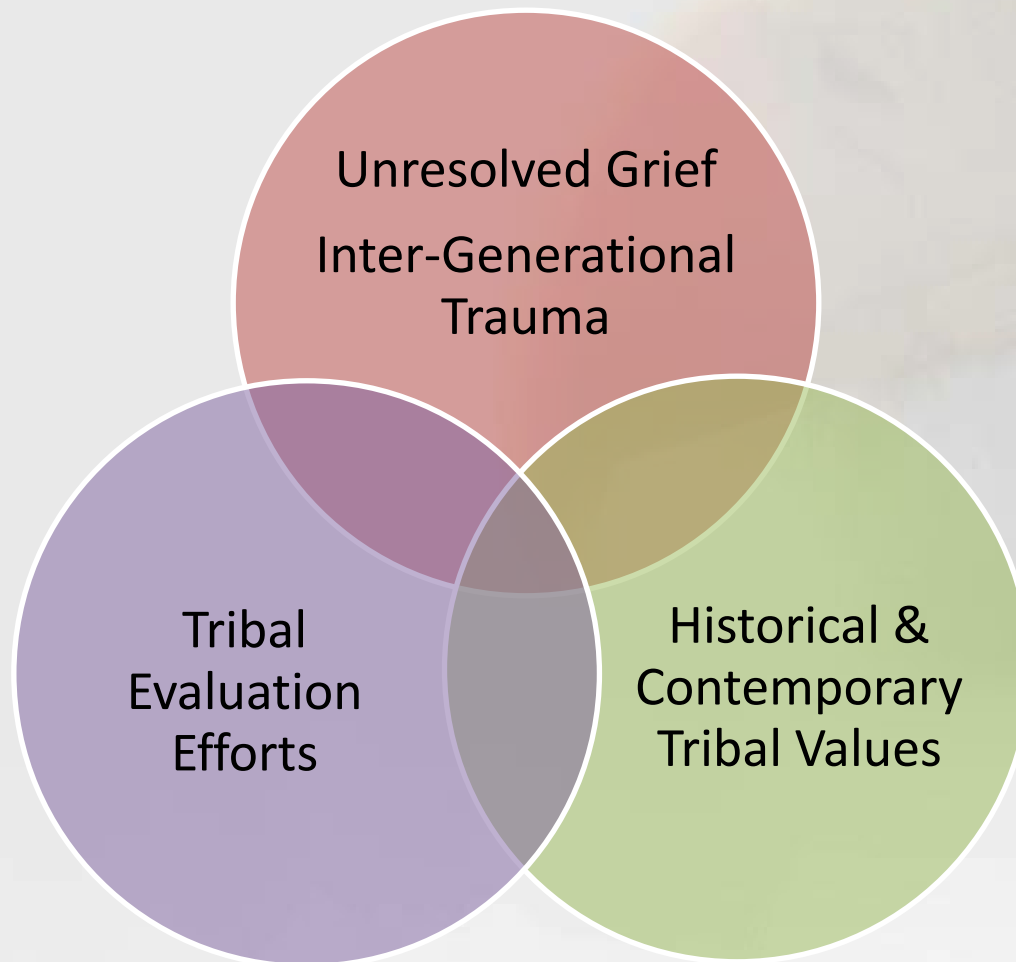 Unresolved Grief
Inter-Generational
Trauma
Tribal
Evaluation
Efforts
Historical &
Contemporary
Tribal Values